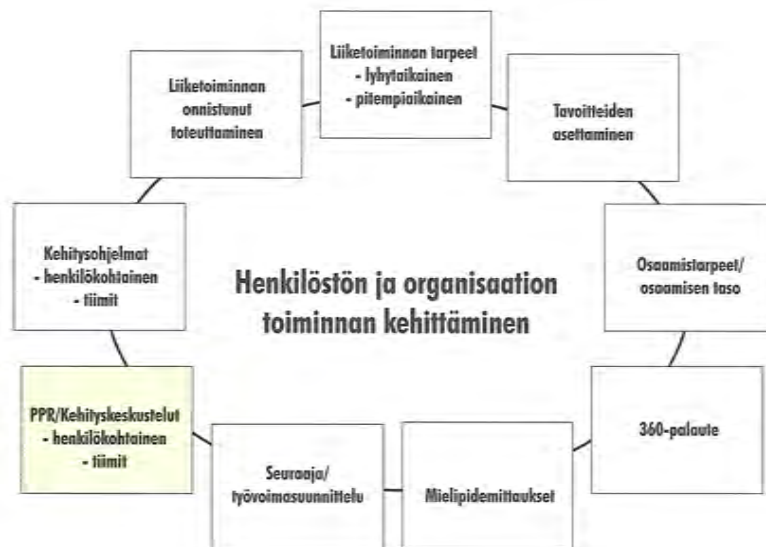 Liiketoiminnan tarpeet
- lyhytaikainen
- pitempiaikainen
Tavoitteiden
asettaminen
Osaamistarpeet/
osaamisen taso
360-palaute
Mielipidemittaukset
Seuraaja/
työvoimasuunnittelu
PPR/Kehityskeskustelut
- henkilökohtainen
- tiimit
Kehitysohjelmat
- henkilökohtainen
- tiimit
Liiketoiminnan
onnistunut
toteuttaminen
Henkilöstön ja organisaation
toiminnan kehittäminen